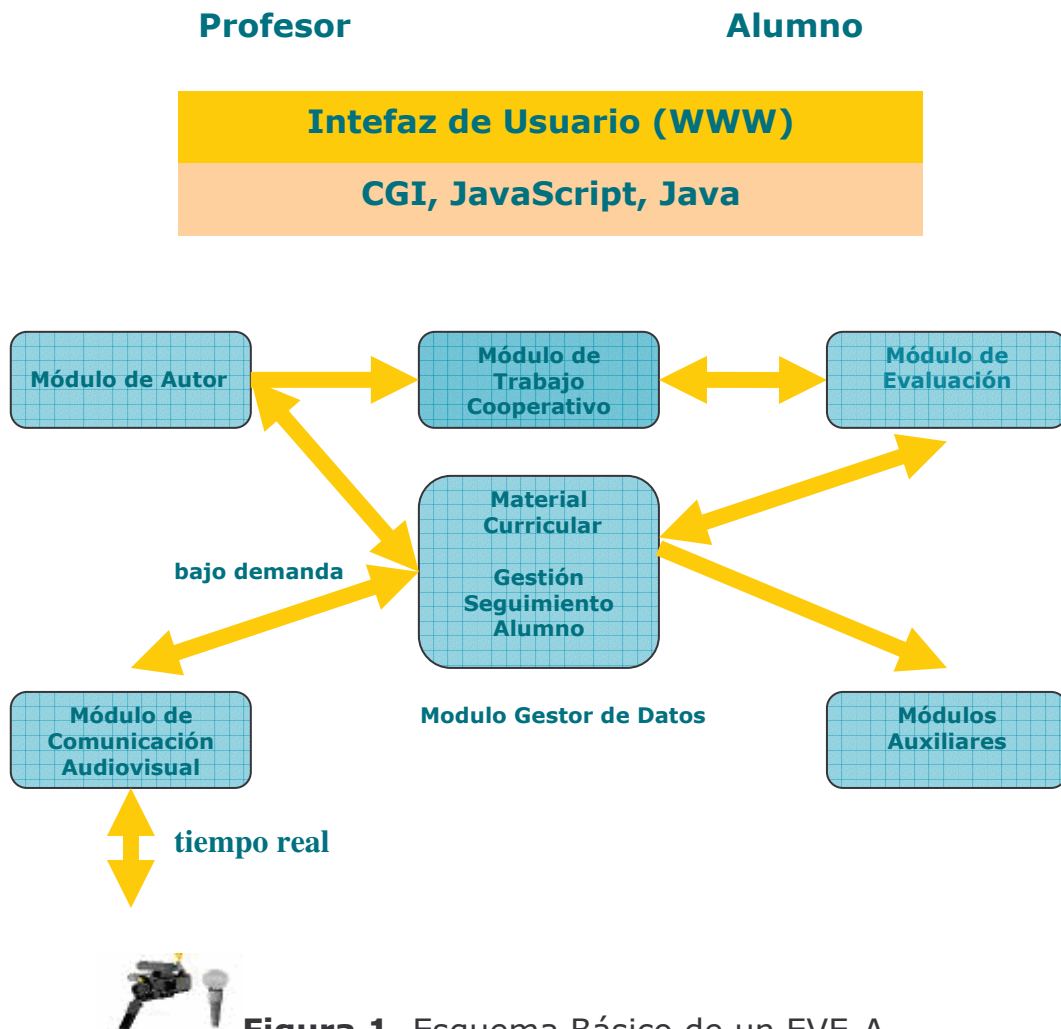 Profesor Alumno
Intefaz de Usuario (WWW)
CGI, JavaScript, Java
Módulo de Autor
Módulo de
Trabajo
Cooperativo
Módulo de
Evaluación
Material
Curricular
Gestión
Seguimiento
Alumno
bajo demanda
Módulo de
Comunicación
Audiovisual
Modulo Gestor de Datos
Módulos
Auxiliares
tiempo real
Figura 1. Esquema Básico de un EVE-A